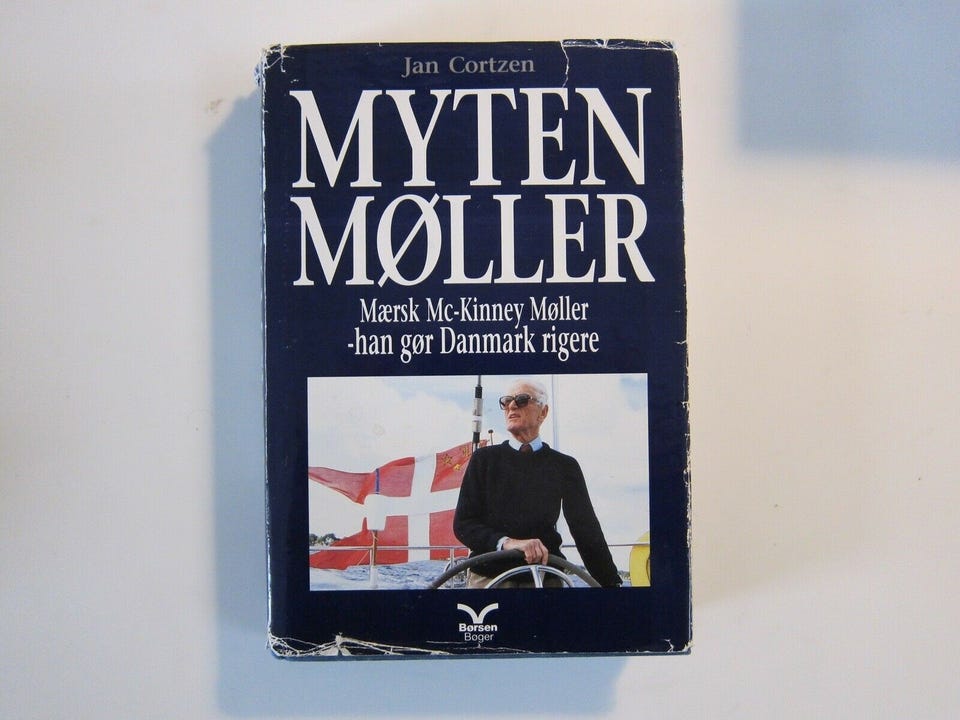 Jan Cortzen
MYTEN
MØLLER
Mærsk Mc-Kinney Møller
-han gør Danmark rigere
Børsen
Bøger